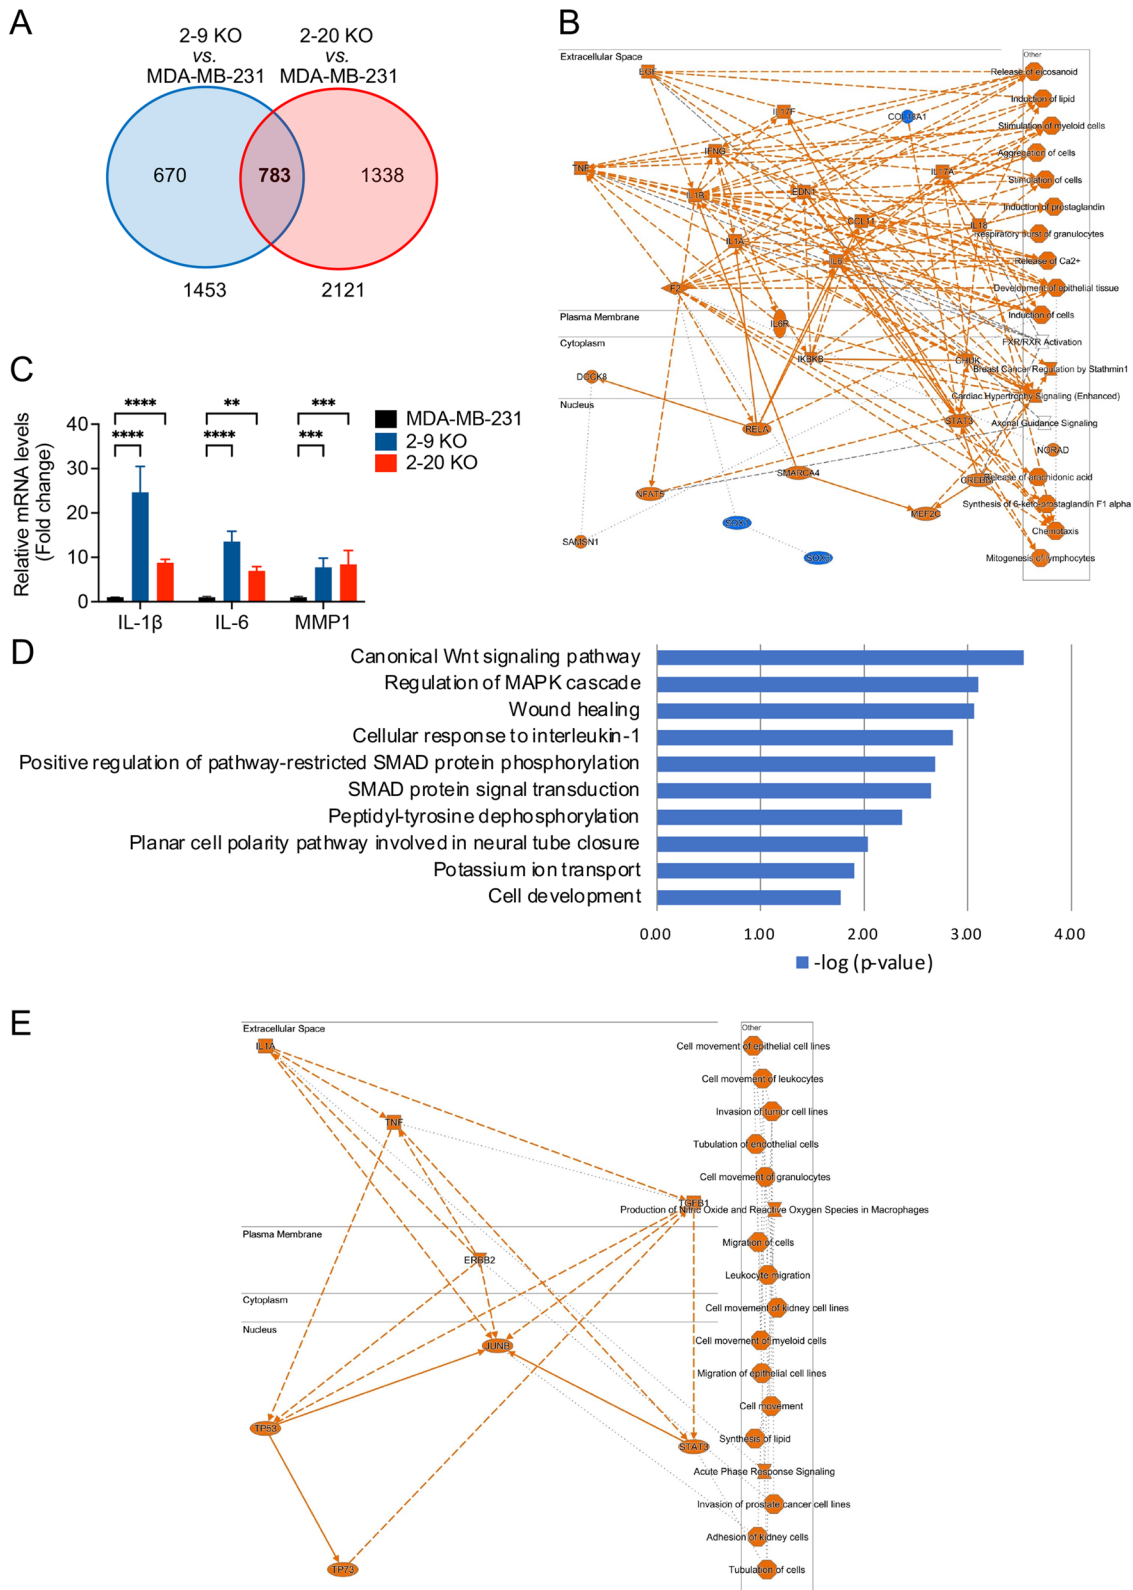 A
2-9 KO
vs.
MDA-MB-231
2-20 KO
vs.
MDA-MB-231
670
783
1338
1453
2121
B
Extracellular Space
Other
EGF
Release of eicosanoid
Induction of lipid
IL17F
COL18A1
Stimulation of myeloid cells
IFNG
Aggregation of cells
TNF
IL17A
Stimulation of cells
IL1B
EDN1
Induction of prostaglandin
CCL11
IL18
Respiratory burst of granulocytes
IL1A
IL6
Release of Ca2+
F2
Development of epithelial tissue
Plasma Membrane
IL6R
Induction of cells
Cytoplasm
FXR/RXR Activation
IKBKB
CHUK
Breast Cancer Regulation by Stathmin1
DOCK8
Cardiac Hypertrophy Signaling (Enhanced)
Nucleus
STAT3
Axonal Guidance Signaling
RELA
NORAD
SMARCA4
Release of arachidonic acid
NFAT5
Synthesis of 6-keto-prostaglandin F1 alpha
MEF2C
Chemotaxis
SAMSN1
Mitogenesis of lymphocytes
C
Relative mRNA levels
(Fold change)
40
30
20
10
0
**** ** ***
**** **** ***
IL-1β IL-6 MMP1
MDA-MB-231
2-9 KO
2-20 KO
D
Canonical Wnt signaling pathway
Regulation of MAPK cascade
Wound healing
Cellular response to interleukin-1
Positive regulation of pathway-restricted SMAD protein phosphorylation
SMAD protein signal transduction
Peptidyl-tyrosine dephosphorylation
Planar cell polarity pathway involved in neural tube closure
Potassium ion transport
Cell development
0.00 1.00 2.00 3.00 4.00
-log (p-value)
E
Extracellular Space
Other
IL1A
Cell movement of epithelial cell lines
Cell movement of leukocytes
TNF
Invasion of tumor cell lines
Tubulation of endothelial cells
Cell movement of granulocytes
TGFB1
Production of Nitric Oxide and Reactive Oxygen Species in Macrophages
Plasma Membrane
Migration of cells
ERBB2
Leukocyte migration
Cytoplasm
Cell movement of kidney cell lines
Nucleus
JUNB
Cell movement of myeloid cells
Migration of epithelial cell lines
Cell movement
TP53
STAT3
Synthesis of lipid
Acute Phase Response Signaling
Invasion of prostate cancer cell lines
Adhesion of kidney cells
TP73
Tubulation of cells